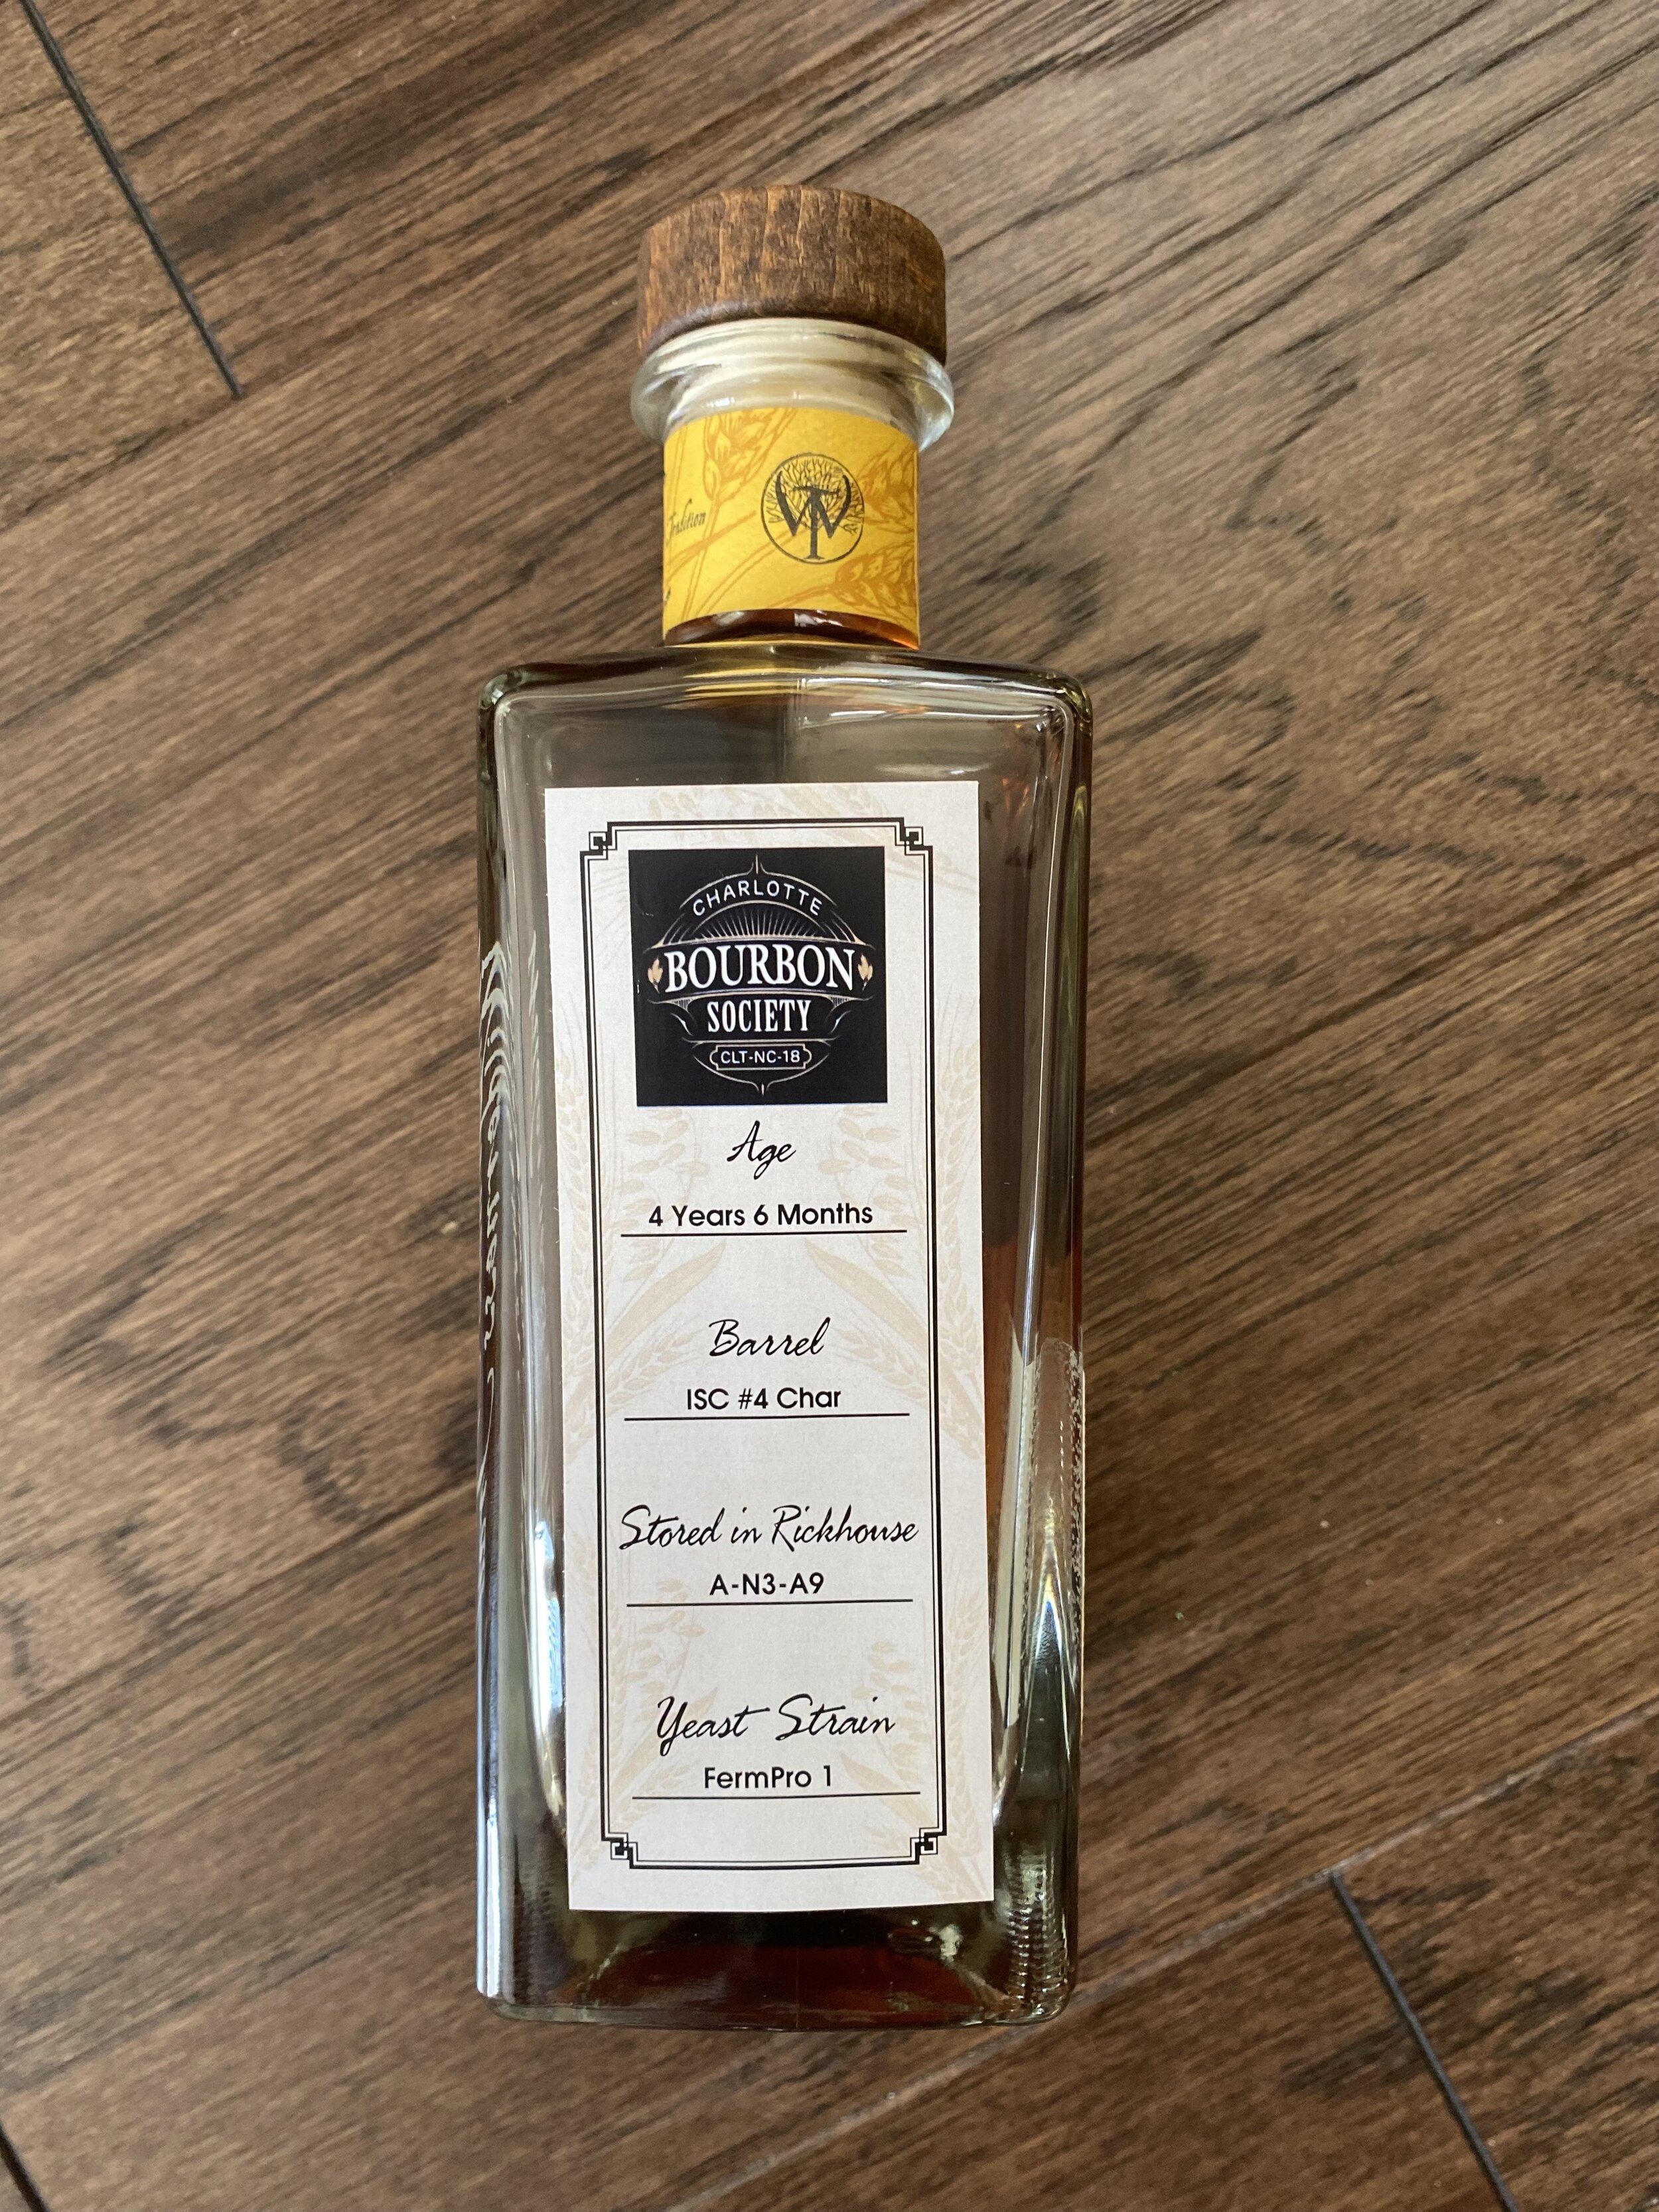 Tradition
WT
CHARLOTTE
BOURBON
SOCIETY
CLT-NC-18
Age
4 Years 6 Months
Barrel
ISC #4 Char
Stored in Rickhouse
A-N3-A9
Yeast Strain
FermPro 1